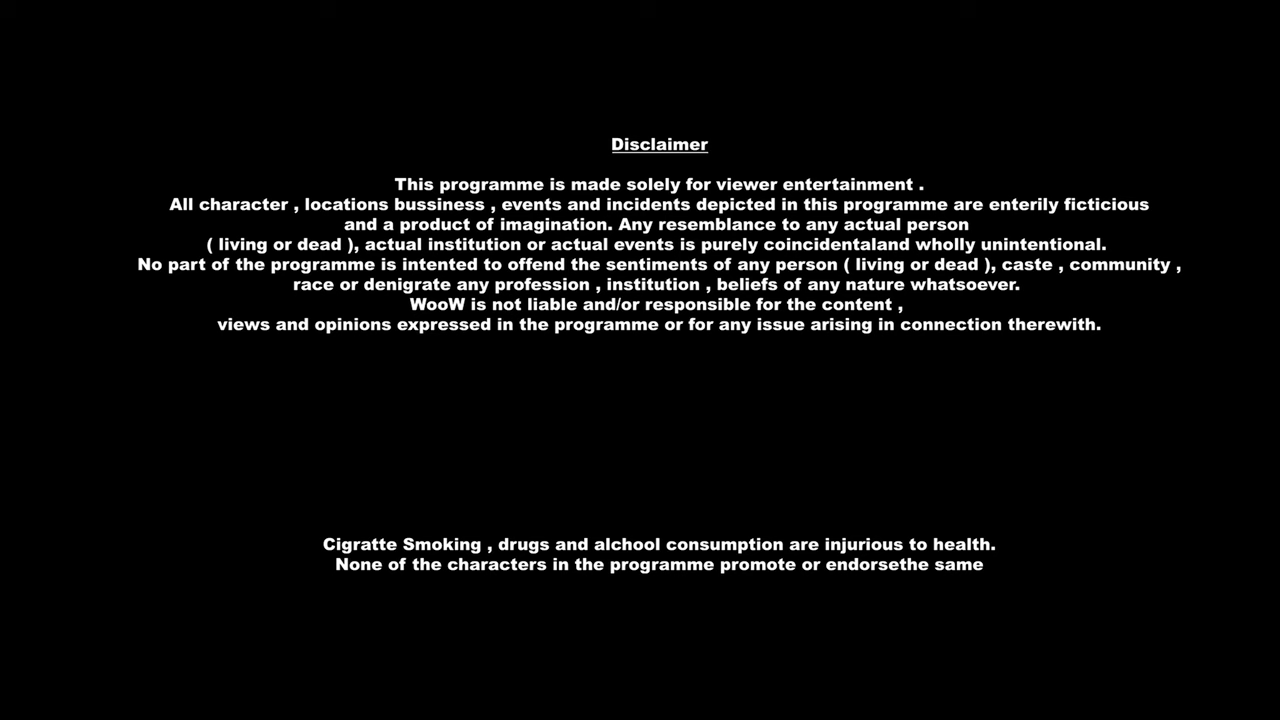 Disclaimer
This programme is made solely for viewer entertainment .
All character , locations bussiness , events and incidents depicted in this programme are enterily ficticious
and a product of imagination. Any resemblance to any actual person
( living or dead ), actual institution or actual events is purely coincidentaland wholly unintentional.
No part of the programme is intented to offend the sentiments of any person ( living or dead ), caste , community ,
race or denigrate any profession , institution , beliefs of any nature whatsoever.
WooW is not liable and/or responsible for the content ,
views and opinions expressed in the programme or for any issue arising in connection therewith.
Cigratte Smoking , drugs and alchool consumption are injurious to health.
None of the characters in the programme promote or endorsethe same